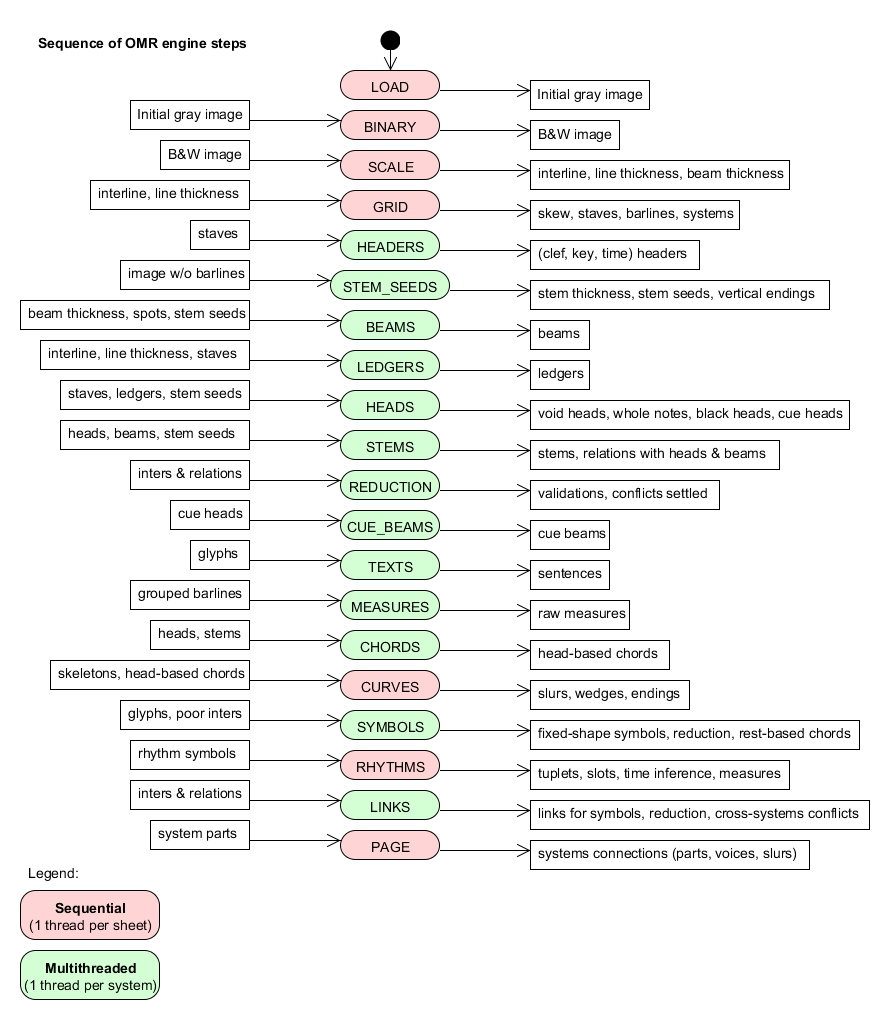 Sequence of OMR engine steps
LOAD
Initial gray image
Initial gray image
BINARY
B&W image
B&W image
SCALE
interline, line thickness, beam thickness
interline, line thickness
GRID
skew, staves, barlines, systems
staves
HEADERS
(clef, key, time) headers
image w/o barlines
STEM_SEEDS
stem thickness, stem seeds, vertical endings
beam thickness, spots, stem seeds
BEAMS
beams
interline, line thickness, staves
LEDGERS
ledgers
staves, ledgers, stem seeds
HEADS
void heads, whole notes, black heads, cue heads
heads, beams, stem seeds
STEMS
stems, relations with heads & beams
inters & relations
REDUCTION
validations, conflicts settled
cue heads
CUE_BEAMS
cue beams
glyphs
TEXTS
sentences
grouped barlines
MEASURES
raw measures
heads, stems
CHORDS
head-based chords
skeletons, head-based chords
CURVES
slurs, wedges, endings
glyphs, poor inters
SYMBOLS
fixed-shape symbols, reduction, rest-based chords
rhythm symbols
RHYTHMS
tuplets, slots, time inference, measures
inters & relations
LINKS
links for symbols, reduction, cross-systems conflicts
system parts
PAGE
systems connections (parts, voices, slurs)
Legend:
Sequential
(1 thread per sheet)
Multithreaded
(1 thread per system)